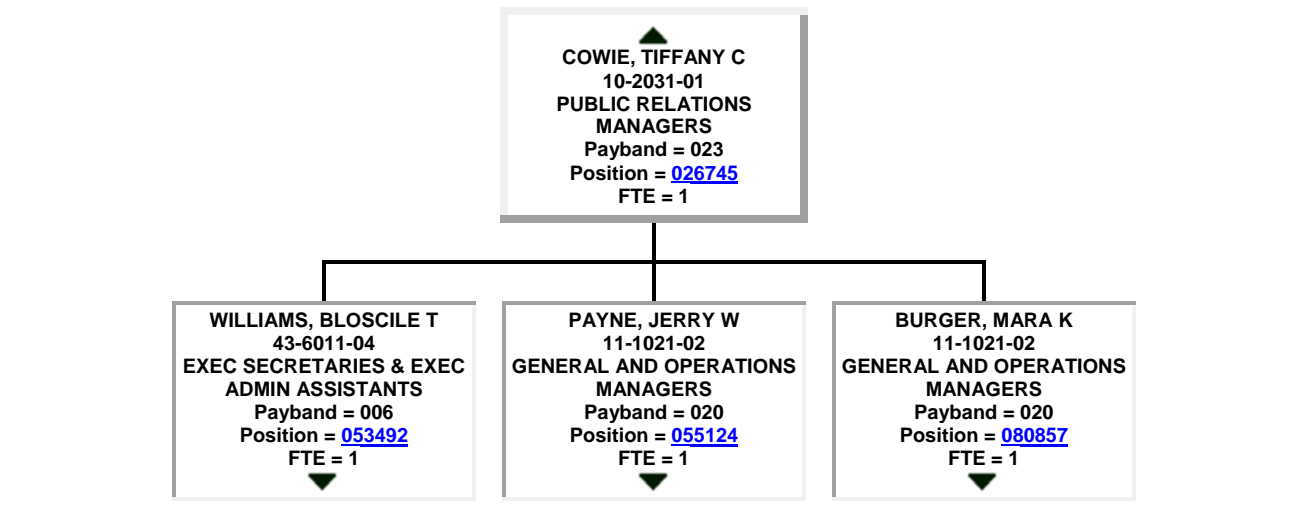 COWIE, TIFFANY C
10-2031-01
PUBLIC RELATIONS
MANAGERS
Payband = 023
Position = 026745
FTE = 1
WILLIAMS, BLOSCILE T
43-6011-04
EXEC SECRETARIES & EXEC
ADMIN ASSISTANTS
Payband = 006
Position = 053492
FTE = 1
PAYNE, JERRY W
11-1021-02
GENERAL AND OPERATIONS
MANAGERS
Payband = 020
Position = 055124
FTE = 1
BURGER, MARA K
11-1021-02
GENERAL AND OPERATIONS
MANAGERS
Payband = 020
Position = 080857
FTE = 1